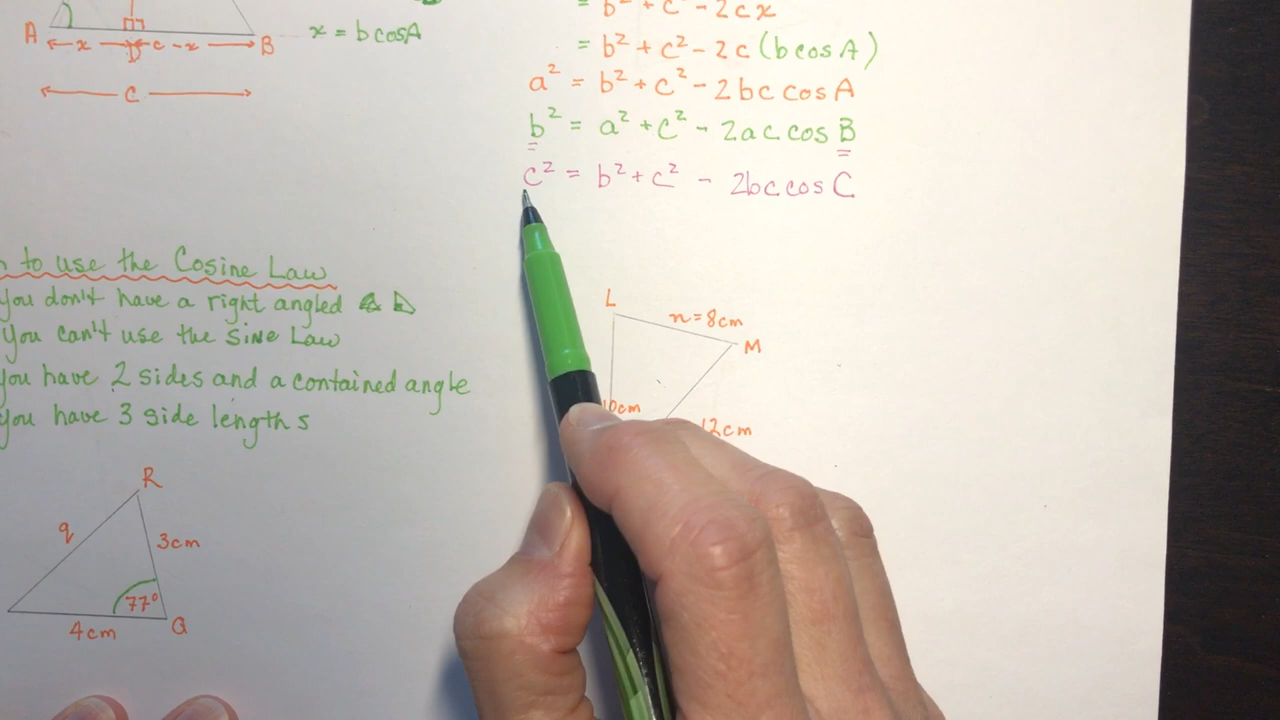 = b² + c² - 2cx
= b² + c² - 2c (b cos A)
a² = b² + c² - 2bc cos A
b² = a² + c² - 2ac cos B
c² = b² + c² - 2bc cos C
A x D c - x B
x = b cos A
c
to use the Cosine Law
you don't have a right angled
you can't use the Sine Law
you have 2 sides and a contained angle
you have 3 side lengths
L
n = 8cm
M
10cm
12cm
R
q
3cm
77°
4cm
Q